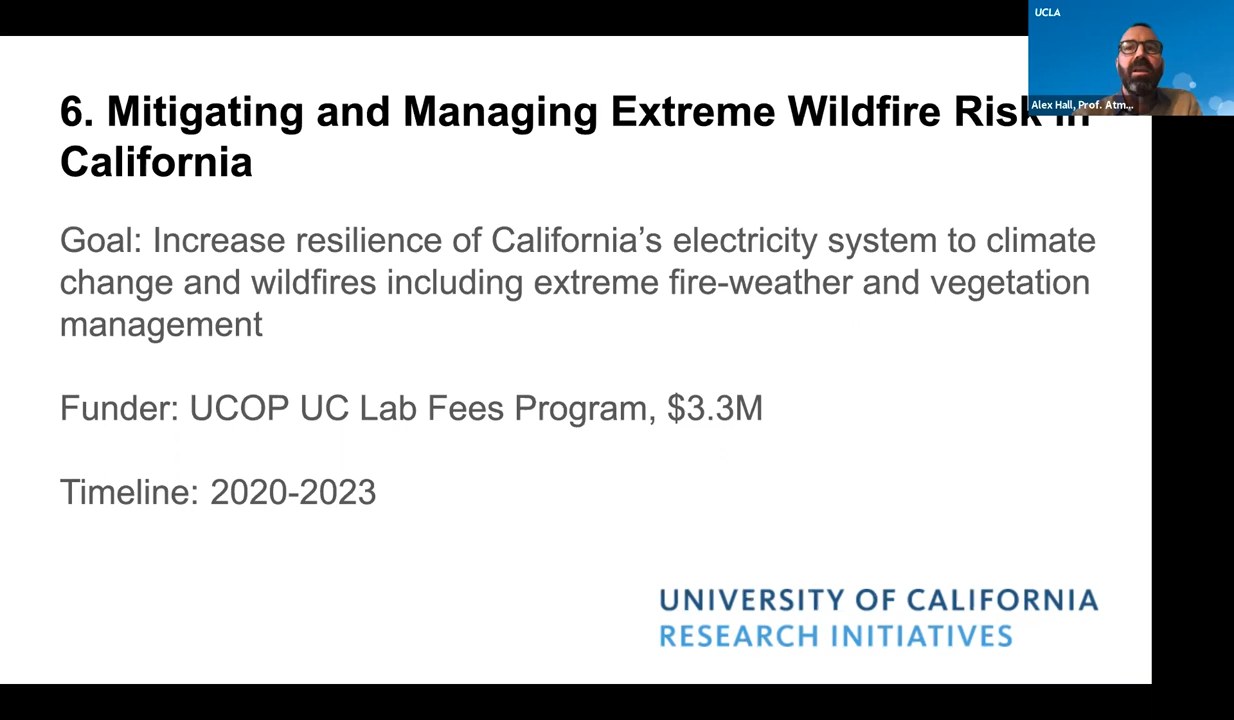 UCLA
Alex Hall, Prof. Atm...
6. Mitigating and Managing Extreme Wildfire Risk in
California
Goal: Increase resilience of California’s electricity system to climate
change and wildfires including extreme fire-weather and vegetation
management
Funder: UCOP UC Lab Fees Program, $3.3M
Timeline: 2020-2023
UNIVERSITY OF CALIFORNIA
RESEARCH INITIATIVES